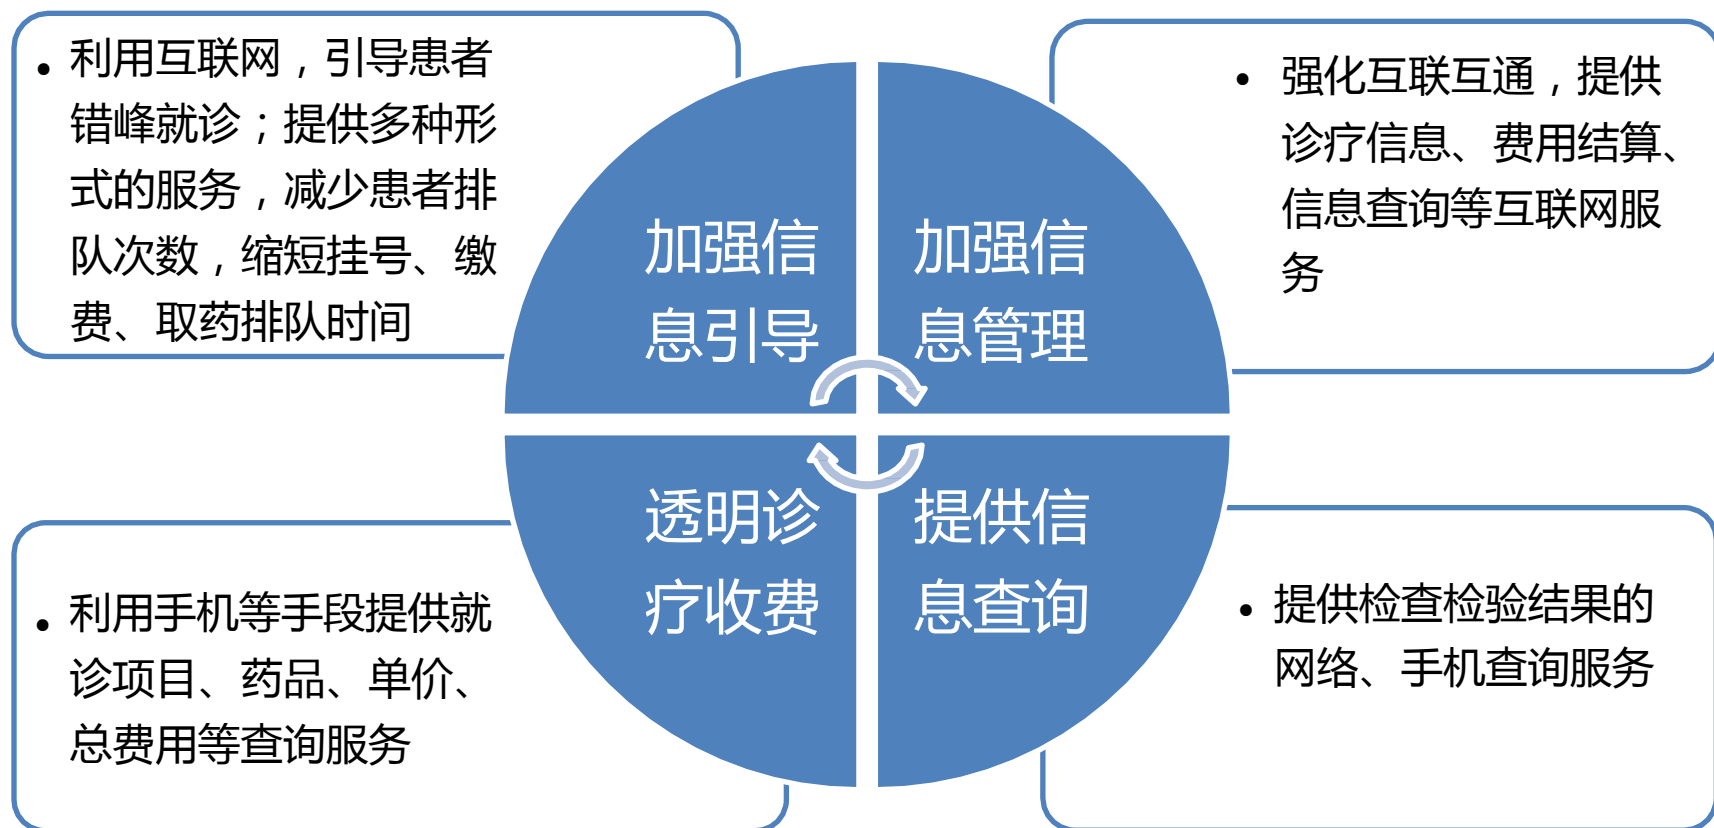 • 利用互联网，引导患者
错峰就诊；提供多种形
式的服务，减少患者排
队次数，缩短挂号、缴
费、取药排队时间
• 强化互联互通，提供
诊疗信息、费用结算、
信息查询等互联网服
务
加强信
息引导
加强信
息管理
透明诊
疗收费
提供信
息查询
• 利用手机等手段提供就
诊项目、药品、单价、
总费用等查询服务
• 提供检查检验结果的
网络、手机查询服务